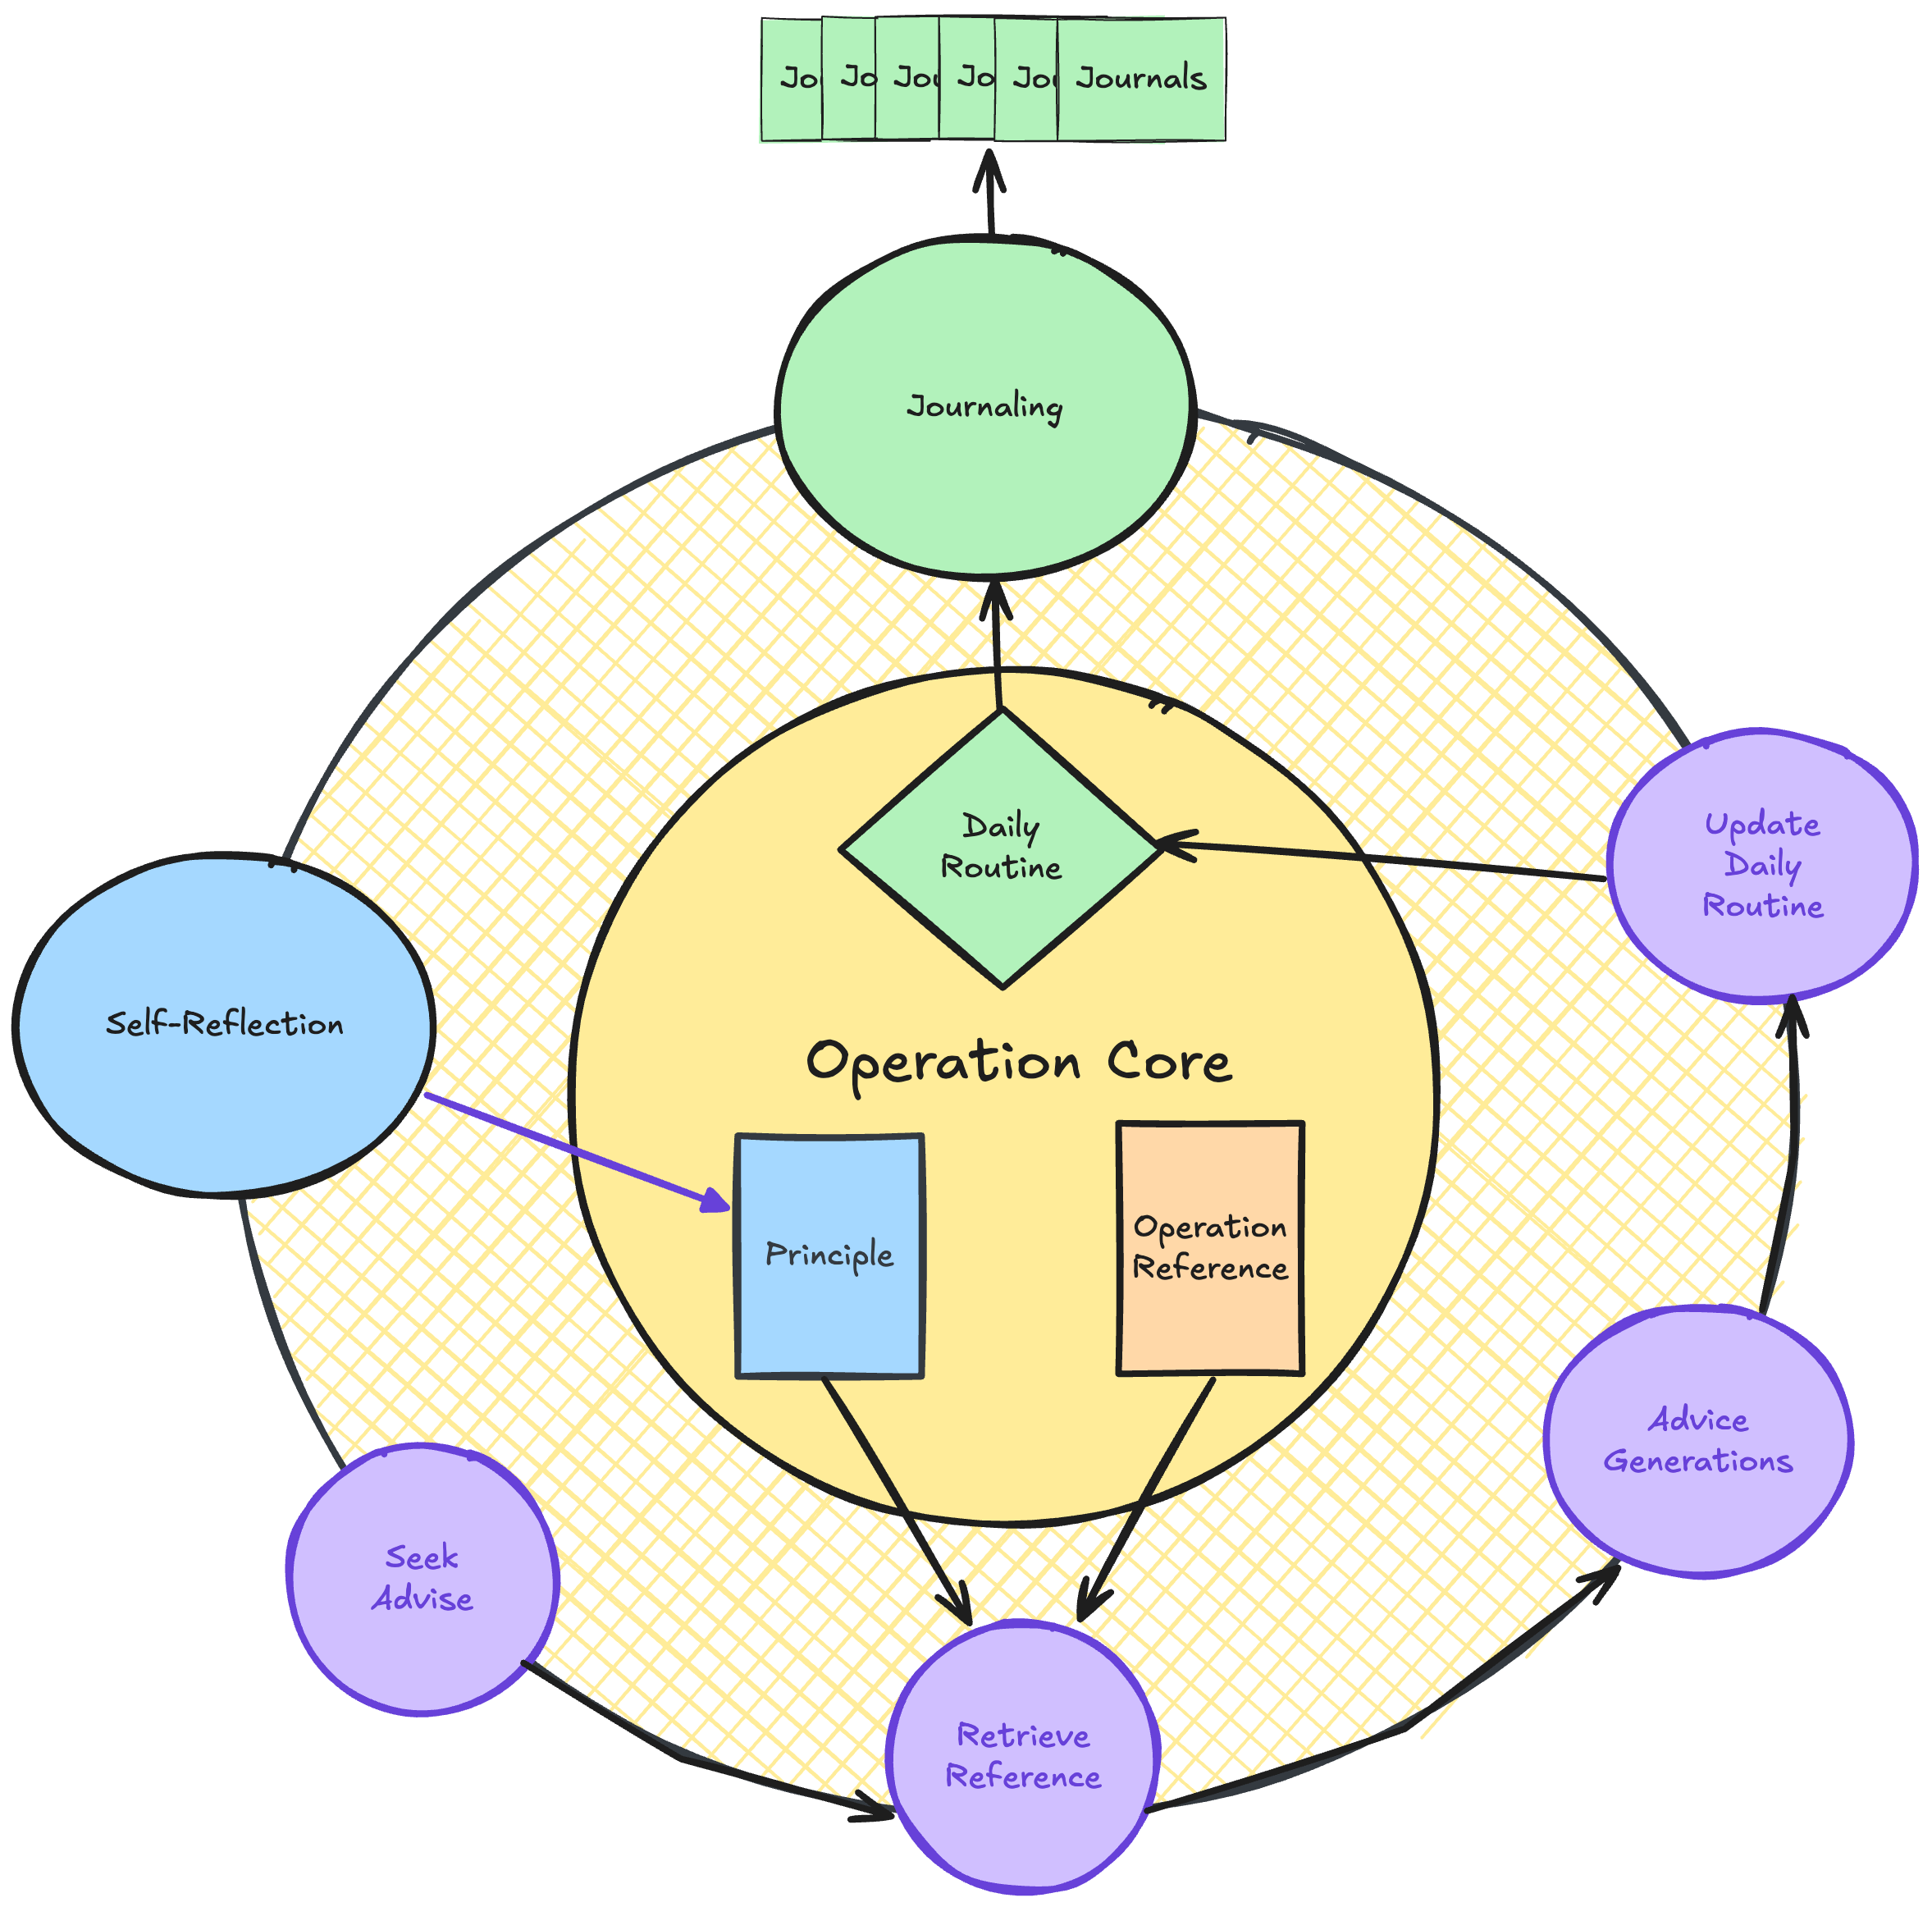 Jo Jo Jou Jo Jou Journals
Journaling
Daily
Routine
Update
Daily
Routine
Self-Reflection
Operation Core
Principle
Operation
Reference
Advice
Generations
Seek
Advise
Retrieve
Reference